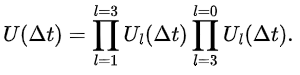 $U(\Delta t) = \prod_{l=1}^{l=3} U_l(\Delta t) \prod_{l=3}^{l=0} U_l(\Delta t).$